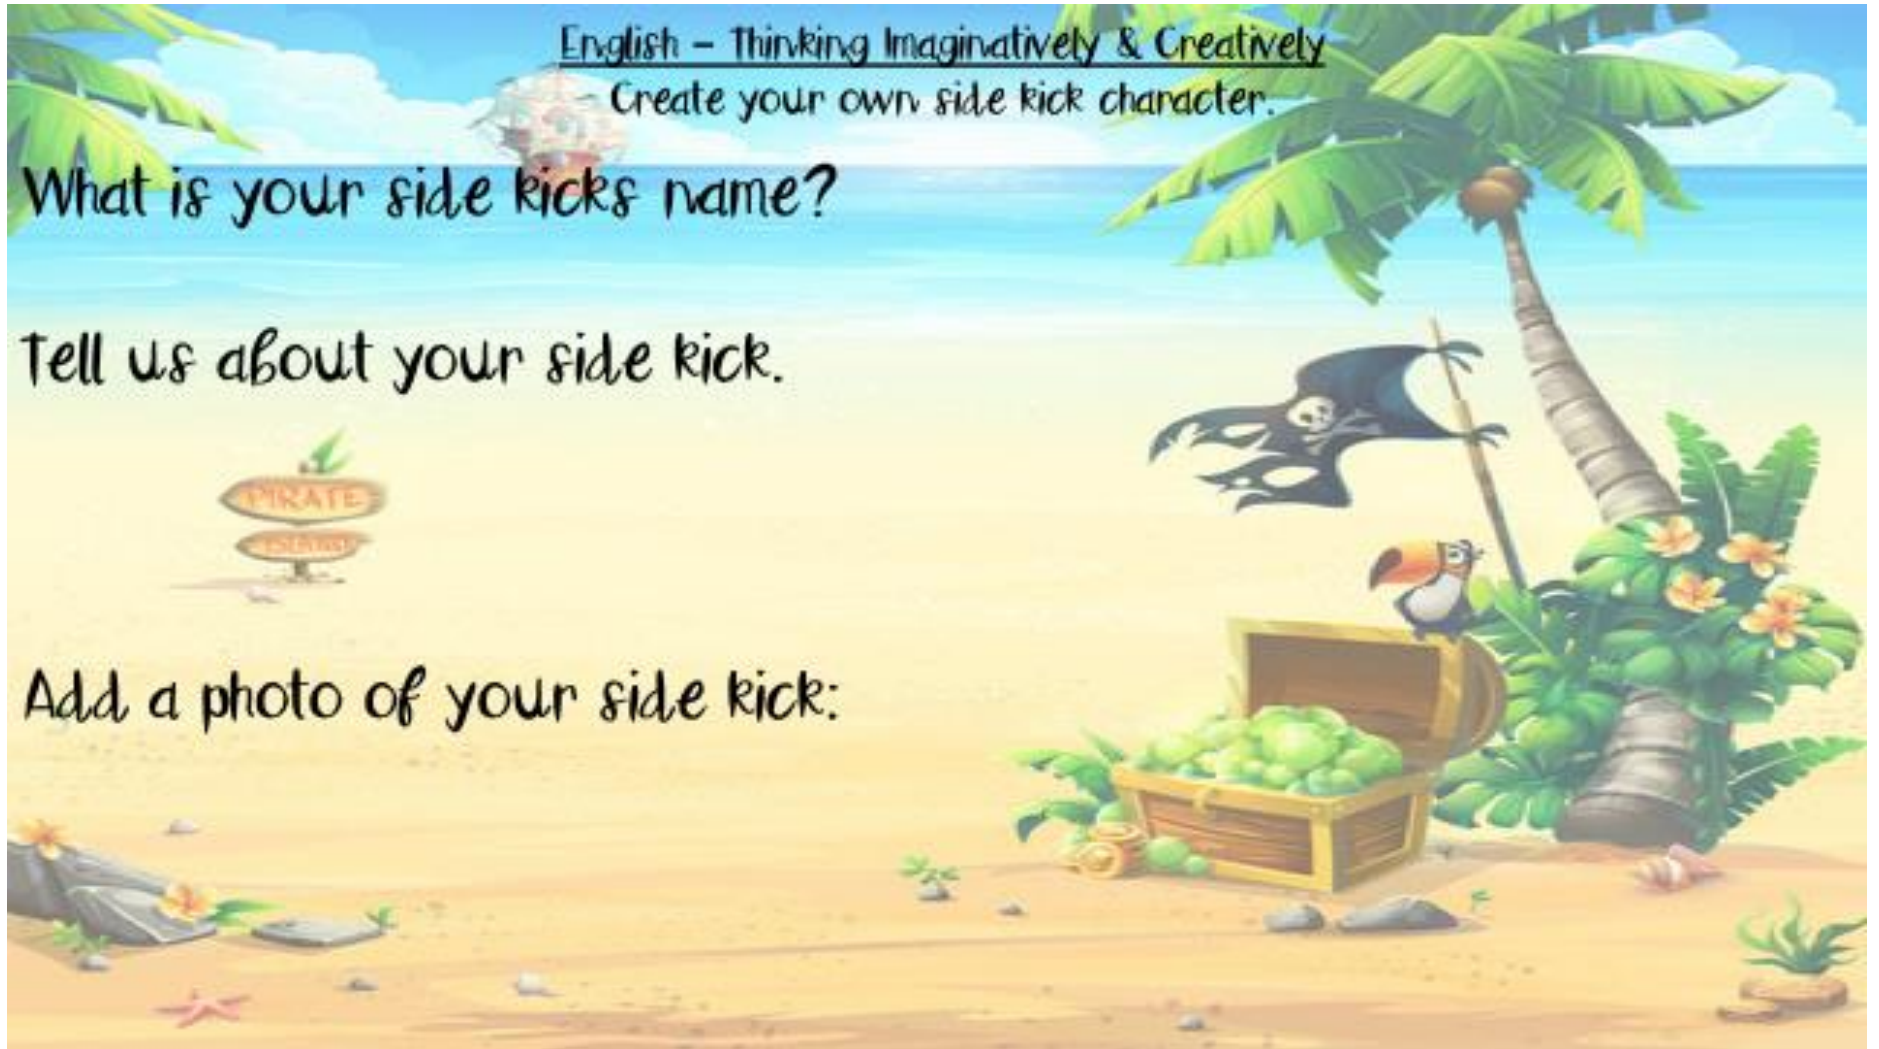 English – Thinking Imaginatively & Creatively
Create your own side kick character.
What is your side kicks name?
Tell us about your side kick.
PIRATE
ISLAND
Add a photo of your side kick: